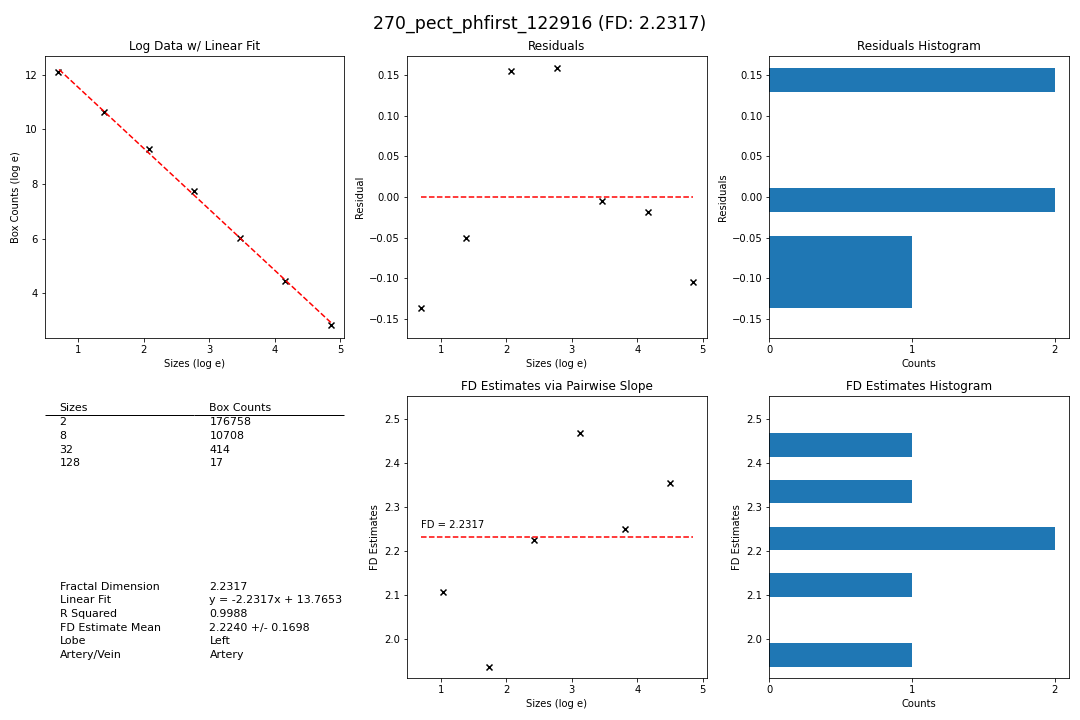 270_pect_phfirst_122916 (FD: 2.2317)
Log Data w/ Linear Fit
Box Counts (log e)
12
10
8
6
4
1
2
3
4
5
Sizes (log e)
Residuals
Residual
0.15
0.10
0.05
0.00
−0.05
−0.10
−0.15
1
2
3
4
5
Sizes (log e)
Residuals Histogram
Residuals
0.15
0.10
0.05
0.00
−0.05
−0.10
−0.15
0
1
2
Counts
Sizes Box Counts
2 176758
8 10708
32 414
128 17
Fractal Dimension 2.2317
Linear Fit y = -2.2317x + 13.7653
R Squared 0.9988
FD Estimate Mean 2.2240 +/- 0.1698
Lobe Left
Artery/Vein Artery
FD Estimates via Pairwise Slope
FD Estimates
2.5
2.4
2.3
2.2
2.1
2.0
FD = 2.2317
1
2
3
4
5
Sizes (log e)
FD Estimates Histogram
FD Estimates
2.5
2.4
2.3
2.2
2.1
2.0
0
1
2
Counts